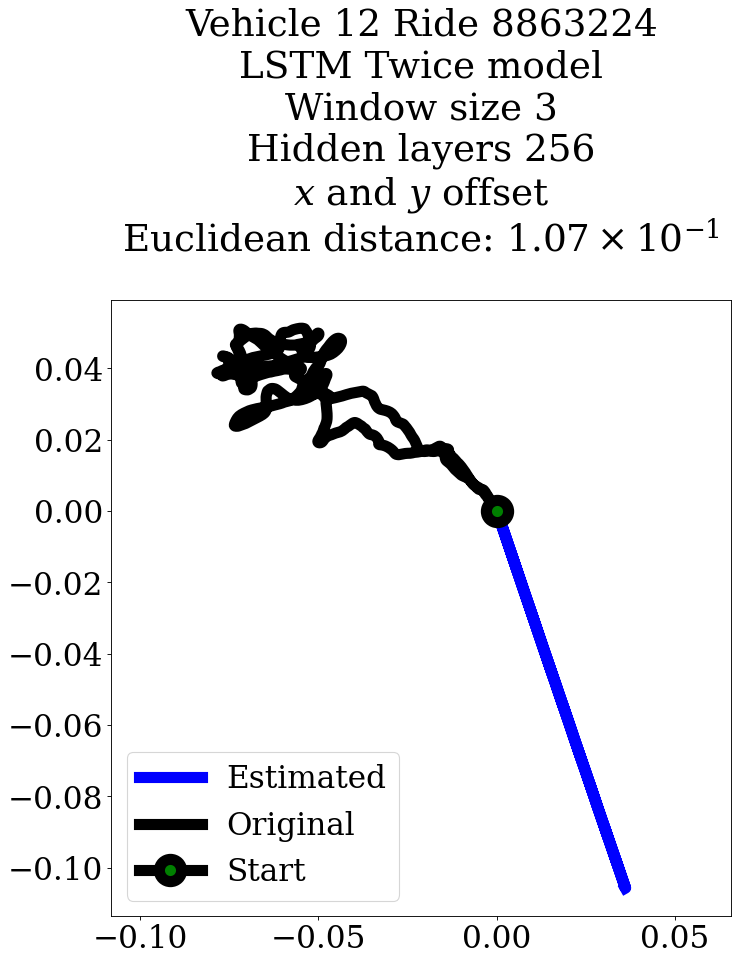 Vehicle 12 Ride 8863224
LSTM Twice model
Window size 3
Hidden layers 256
x and y offset
Euclidean distance: 1.07 × 10⁻¹
0.04
0.02
0.00
−0.02
−0.04
−0.06
−0.08
−0.10
Estimated
Original
Start
−0.10 −0.05 0.00 0.05